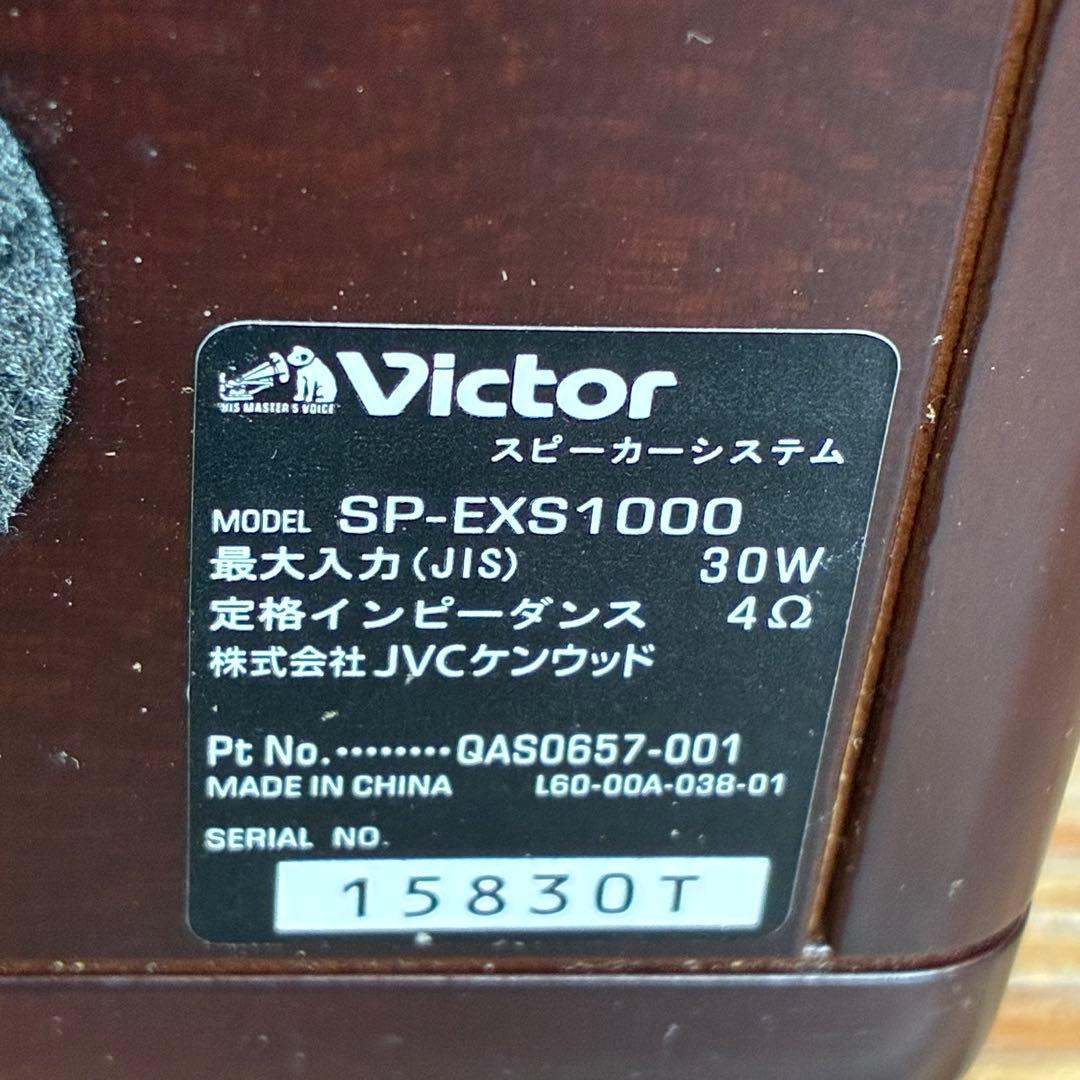 Victor
HIS MASTER'S VOICE
スピーカーシステム
MODEL SP-EXS1000
最大入力(JIS) 30W
定格インピーダンス 4Ω
株式会社JVCケンウッド
Pt No.·········QAS0657-001
MADE IN CHINA L60-00A-038-01
SERIAL NO.
15830T